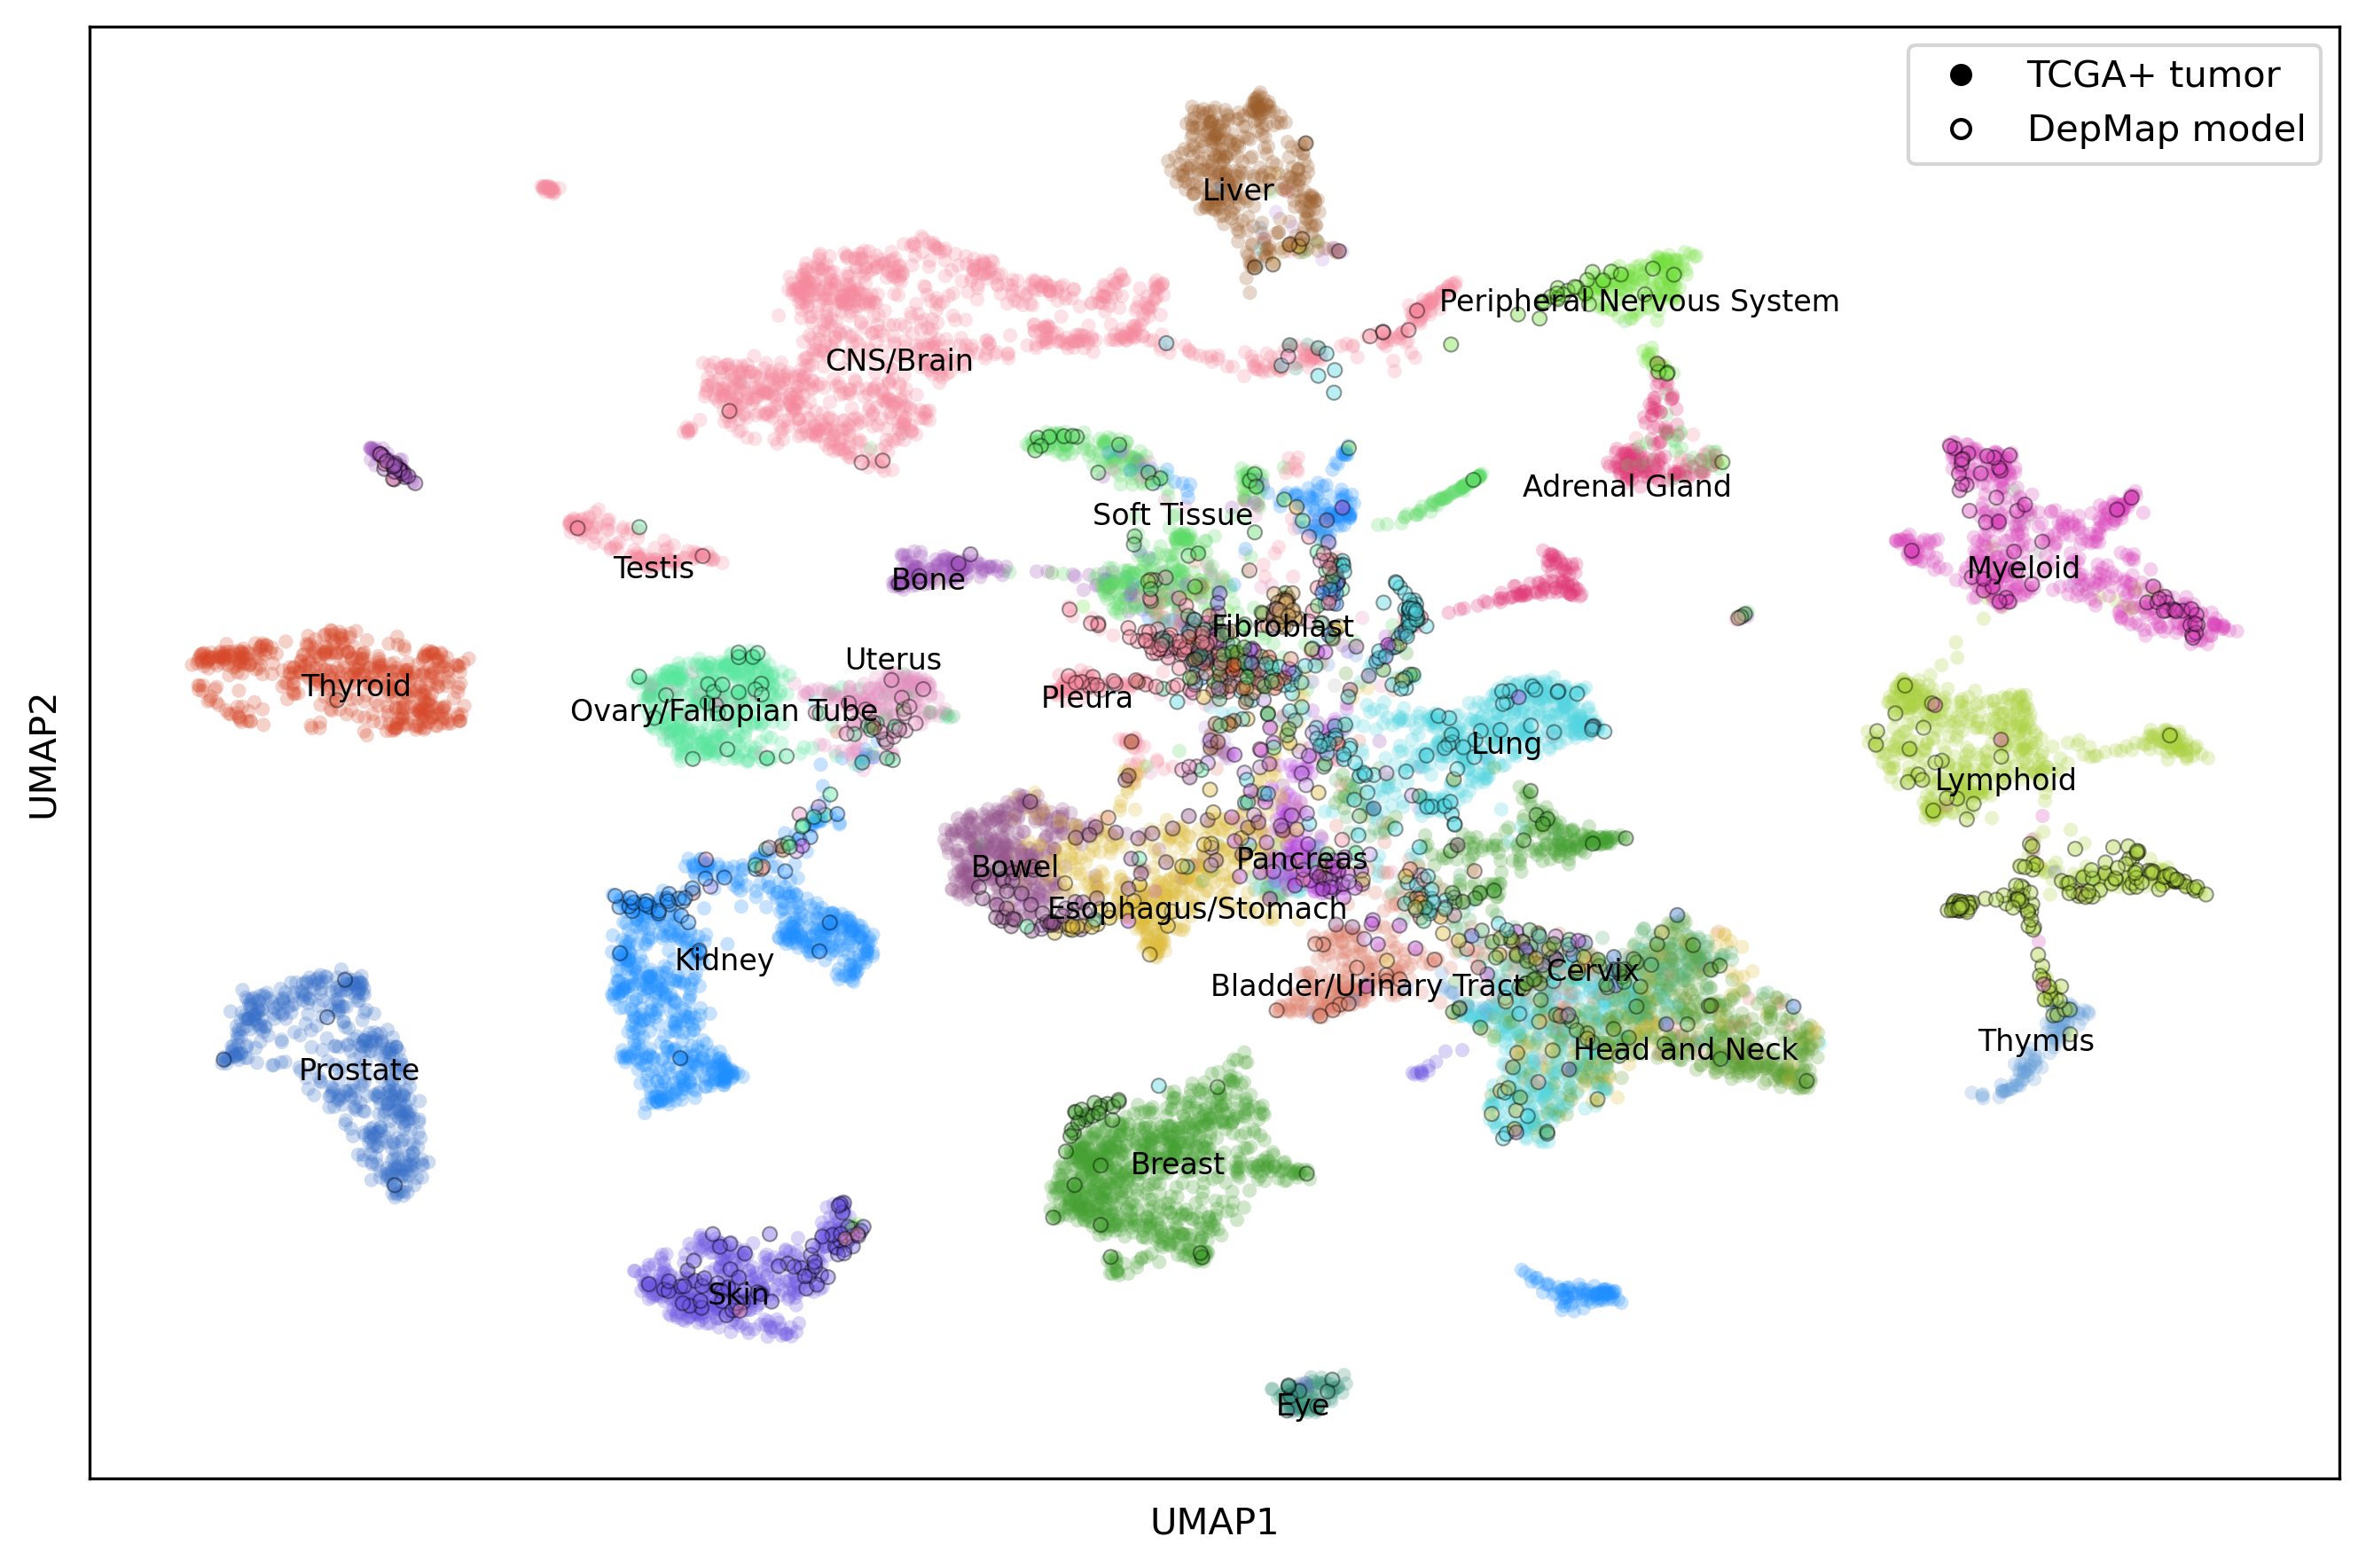 TCGA+ tumor
DepMap model
Liver
Peripheral Nervous System
CNS/Brain
Adrenal Gland
Soft Tissue
Testis
Bone
Myeloid
Fibroblast
Uterus
Thyroid
Pleura
Ovary/Fallopian Tube
Lung
Lymphoid
Pancreas
Bowel
Esophagus/Stomach
Kidney
Cervix
Bladder/Urinary Tract
Thymus
Head and Neck
Prostate
Breast
Skin
Eye
UMAP2
UMAP1